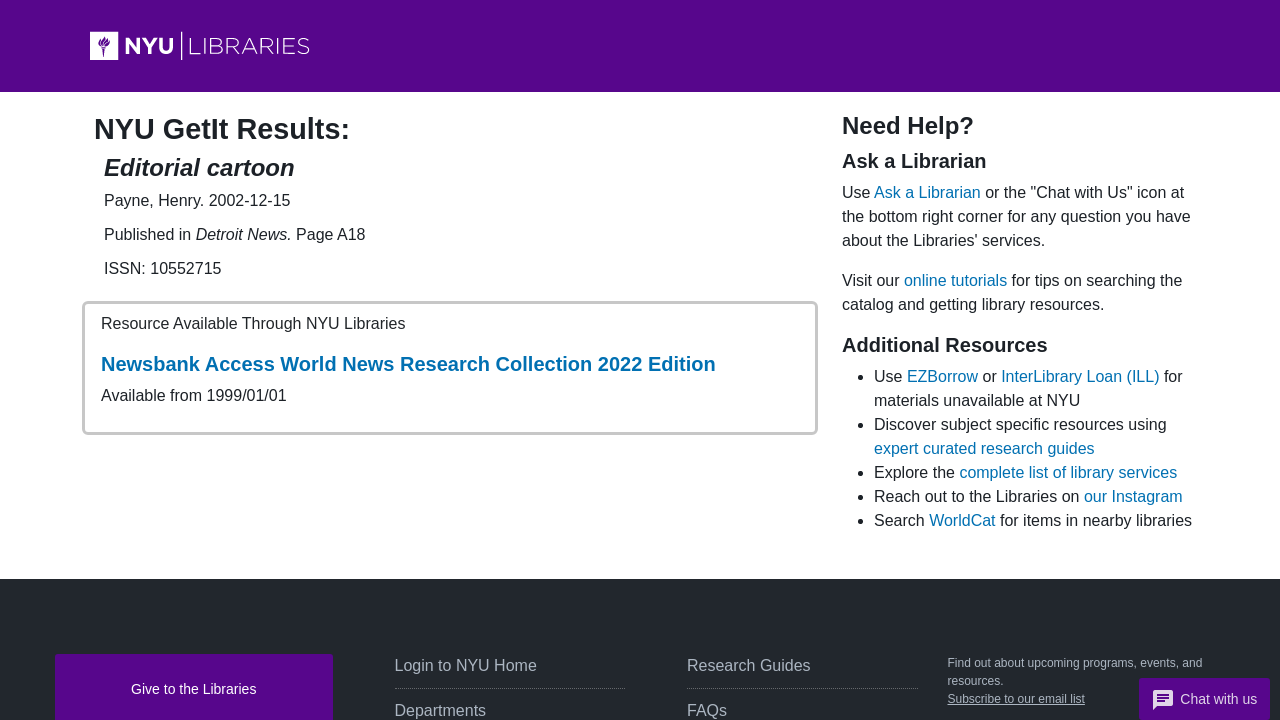 NYU LIBRARIES
NYU GetIt Results:
Editorial cartoon
Payne, Henry. 2002-12-15
Published in Detroit News. Page A18
ISSN: 10552715
Resource Available Through NYU Libraries
Newsbank Access World News Research Collection 2022 Edition
Available from 1999/01/01
Need Help?
Ask a Librarian
Use Ask a Librarian or the "Chat with Us" icon at
the bottom right corner for any question you have
about the Libraries' services.
Visit our online tutorials for tips on searching the
catalog and getting library resources.
Additional Resources
Use EZBorrow or InterLibrary Loan (ILL) for
materials unavailable at NYU
Discover subject specific resources using
expert curated research guides
Explore the complete list of library services
Reach out to the Libraries on our Instagram
Search WorldCat for items in nearby libraries
Give to the Libraries
Login to NYU Home
Departments
Research Guides
FAQs
Find out about upcoming programs, events, and
resources.
Subscribe to our email list
Chat with us